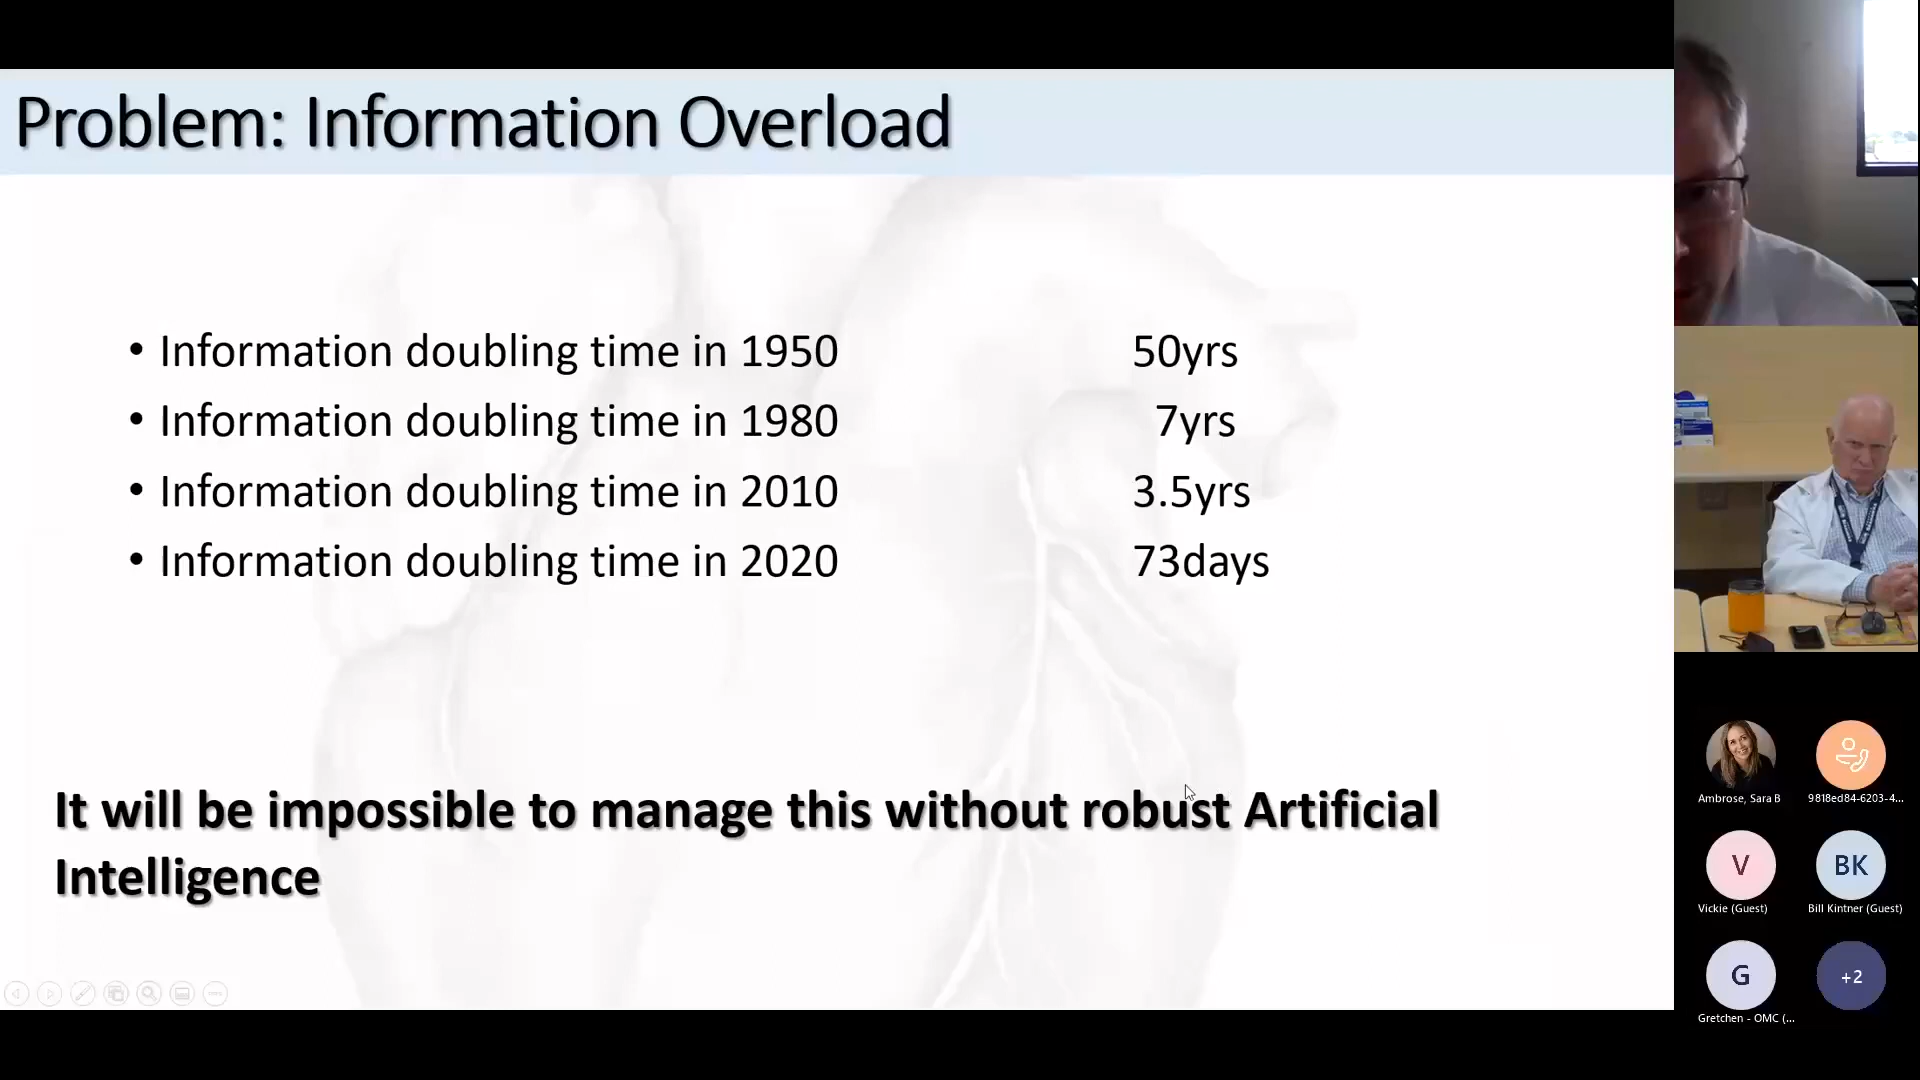 Problem: Information Overload
• Information doubling time in 1950 50yrs
• Information doubling time in 1980 7yrs
• Information doubling time in 2010 3.5yrs
• Information doubling time in 2020 73days
It will be impossible to manage this without robust Artificial
Intelligence
Ambrose, Sara B
9818ed84-6203-4...
V
Vickie (Guest)
BK
Bill Kintner (Guest)
G
Gretchen - OMC (...
+2